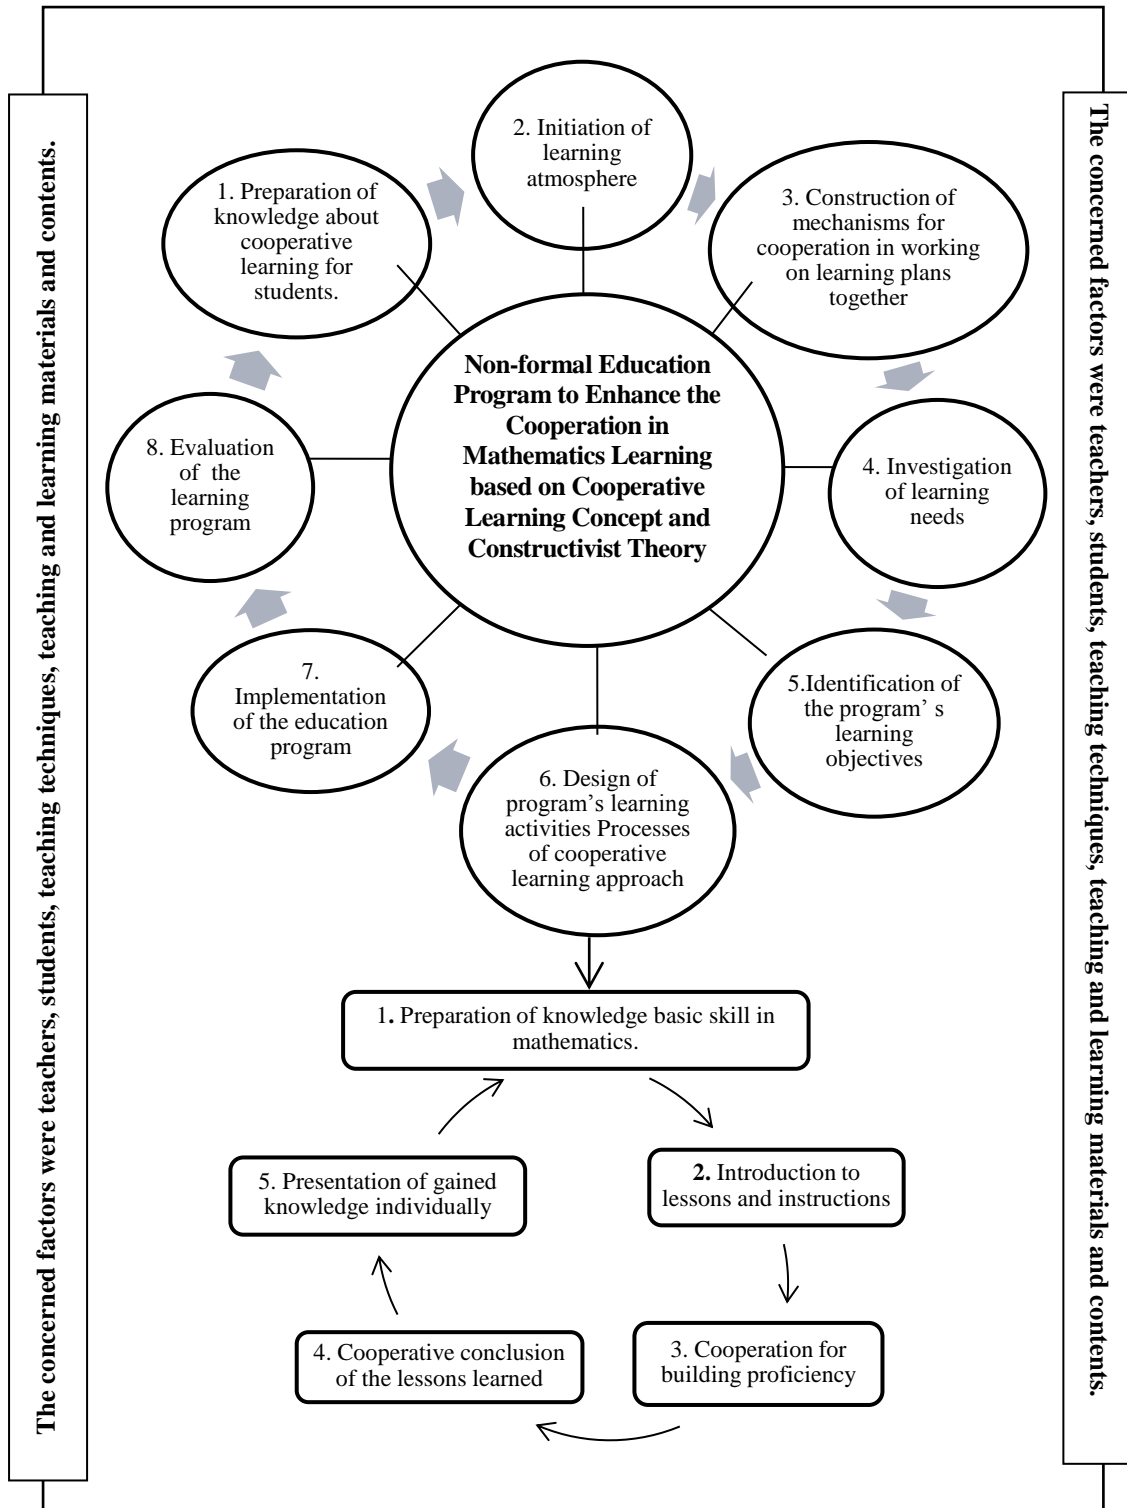 The concerned factors were teachers, students, teaching techniques, teaching and learning materials and contents.
2. Initiation of
learning
atmosphere
1. Preparation of
knowledge about
cooperative
learning for
students.
3. Construction of
mechanisms for
cooperation in working
on learning plans
together
Non-formal Education
Program to Enhance the
Cooperation in
Mathematics Learning
based on Cooperative
Learning Concept and
Constructivist Theory
8. Evaluation
of the
learning
program
4. Investigation
of learning
needs
7.
Implementation
of the education
program
5.Identification of
the program’ s
learning
objectives
6. Design of
program’s learning
activities Processes
of cooperative
learning approach
1. Preparation of knowledge basic skill in
mathematics.
5. Presentation of gained
knowledge individually
2. Introduction to
lessons and instructions
4. Cooperative conclusion
of the lessons learned
3. Cooperation for
building proficiency
The concerned factors were teachers, students, teaching techniques, teaching and learning materials and contents.